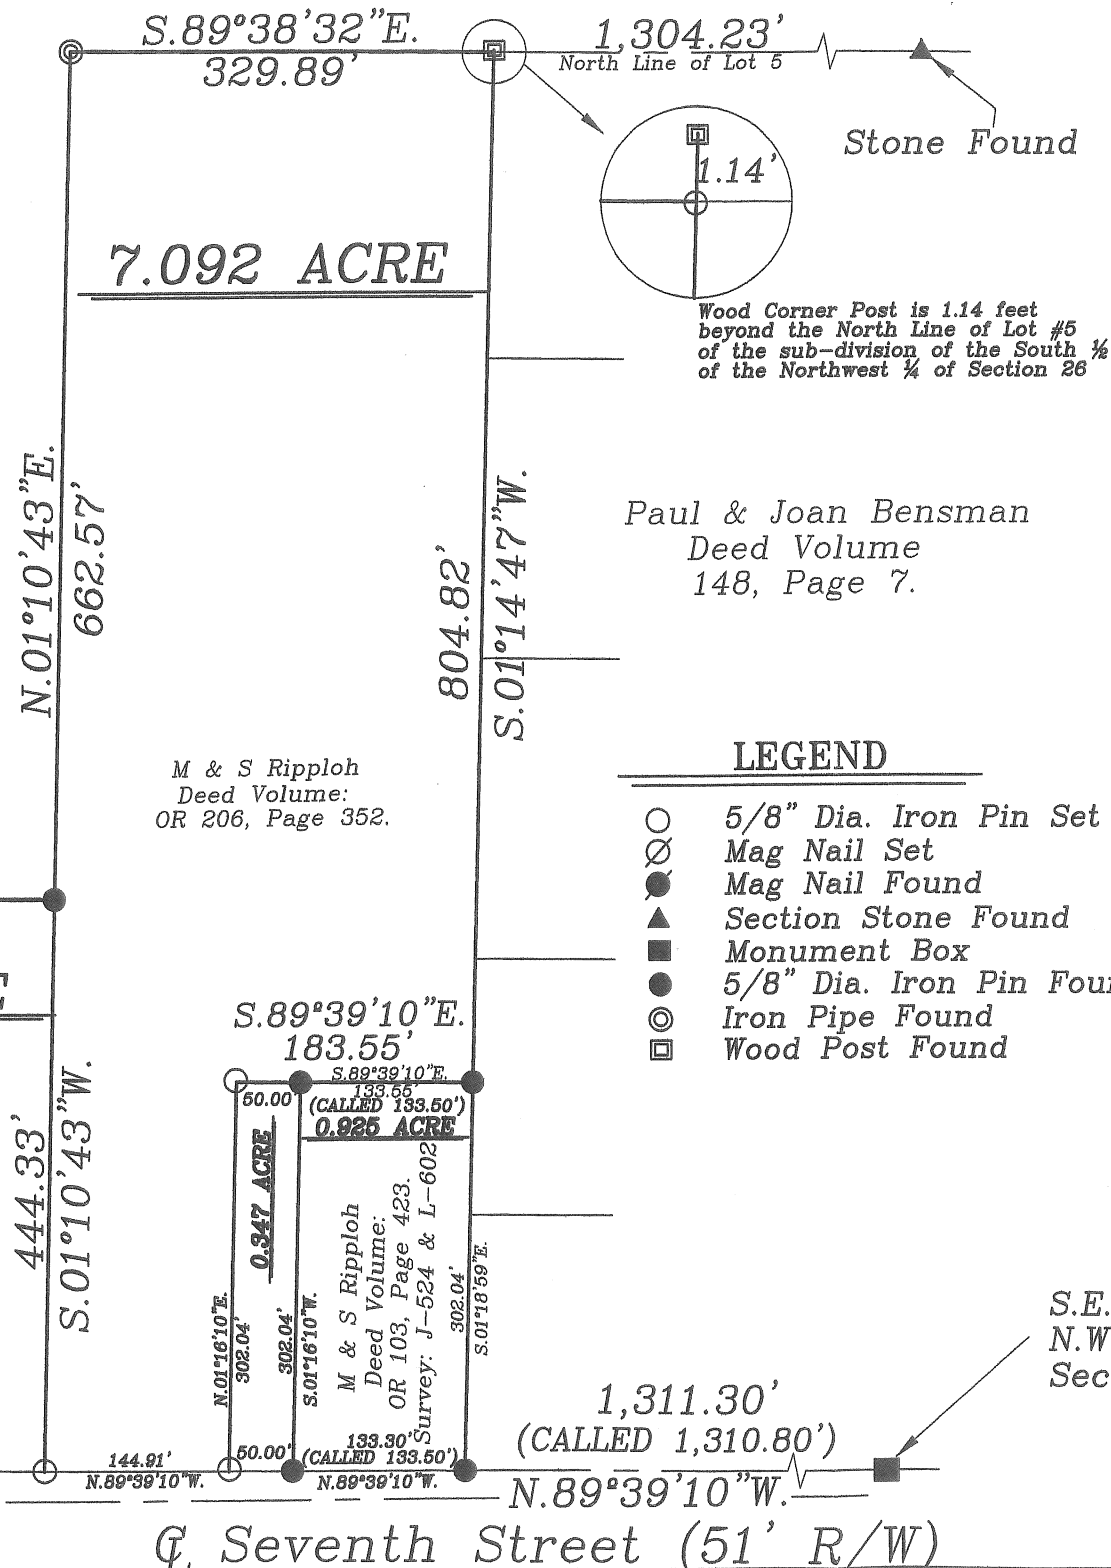 S.89°38'32"E.
329.89'
1,304.23'
North Line of Lot 5
Stone Found
1.14'
7.092 ACRE
Wood Corner Post is 1.14 feet
beyond the North Line of Lot #5
of the sub-division of the South ½
of the Northwest ¼ of Section 26
N.01°10'43"E.
662.57'
804.82'
S.01°14'47"W.
Paul & Joan Bensman
Deed Volume
148, Page 7.
M & S Ripploh
Deed Volume:
OR 206, Page 352.
LEGEND
5/8" Dia. Iron Pin Set
Mag Nail Set
Mag Nail Found
Section Stone Found
Monument Box
5/8" Dia. Iron Pin Four
Iron Pipe Found
Wood Post Found
S.89°39'10"E.
183.55'
S.89°39'10"E.
133.55'
50.00'
(CALLED 133.50')
0.925 ACRE
444.33'
S.01°10'43"W.
0.347 ACRE
N.01°16'10"E.
302.04'
302.04'
S.01°16'10"W.
M & S Ripploh
Deed Volume:
OR 103, Page 423.
Survey: J-524 & L-602
302.04'
S.01°18'59"E.
S.E.
N.W
Sec
1,311.30'
(CALLED 1,310.80')
N.89°39'10"W.
144.91'
N.89°39'10"W.
50.00'
133.30'
(CALLED 133.50')
N.89°39'10"W.
℄ Seventh Street (51' R/W)